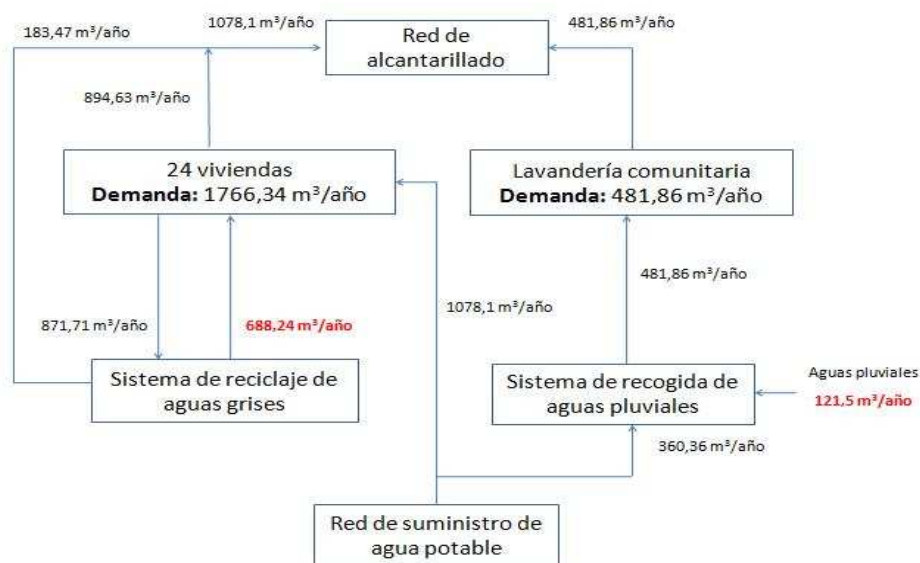 183,47 m³/año
1078,1 m³/año
Red de
alcantarillado
481,86 m³/año
894,63 m³/año
24 viviendas
Demanda: 1766,34 m³/año
Lavandería comunitaria
Demanda: 481,86 m³/año
481,86 m³/año
1078,1 m³/año
871,71 m³/año
688,24 m³/año
Sistema de reciclaje de
aguas grises
Sistema de recogida de
aguas pluviales
Aguas pluviales
121,5 m³/año
360,36 m³/año
Red de suministro de
agua potable